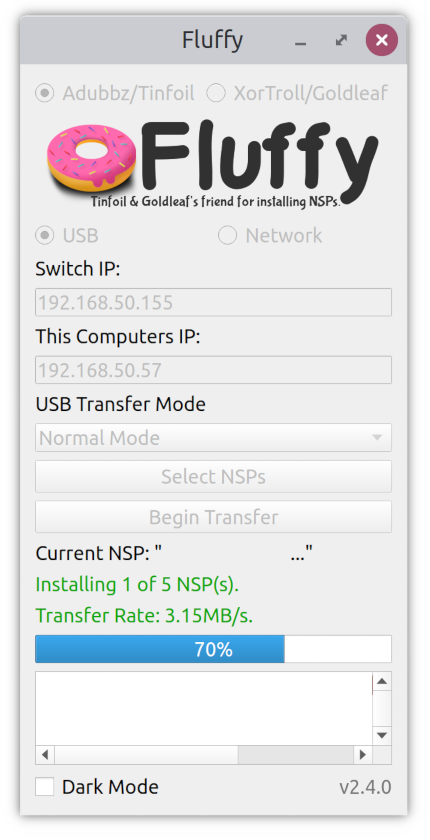 Fluffy
Adubbz/Tinfoil XorTroll/Goldleaf
Fluffy
Tinfoil & Goldleaf's friend for installing NSPs.
USB Network
Switch IP:
192.168.50.155
This Computers IP:
192.168.50.57
USB Transfer Mode
Normal Mode
Select NSPs
Begin Transfer
Current NSP: " ..."
Installing 1 of 5 NSP(s).
Transfer Rate: 3.15MB/s.
70%
Dark Mode v2.4.0